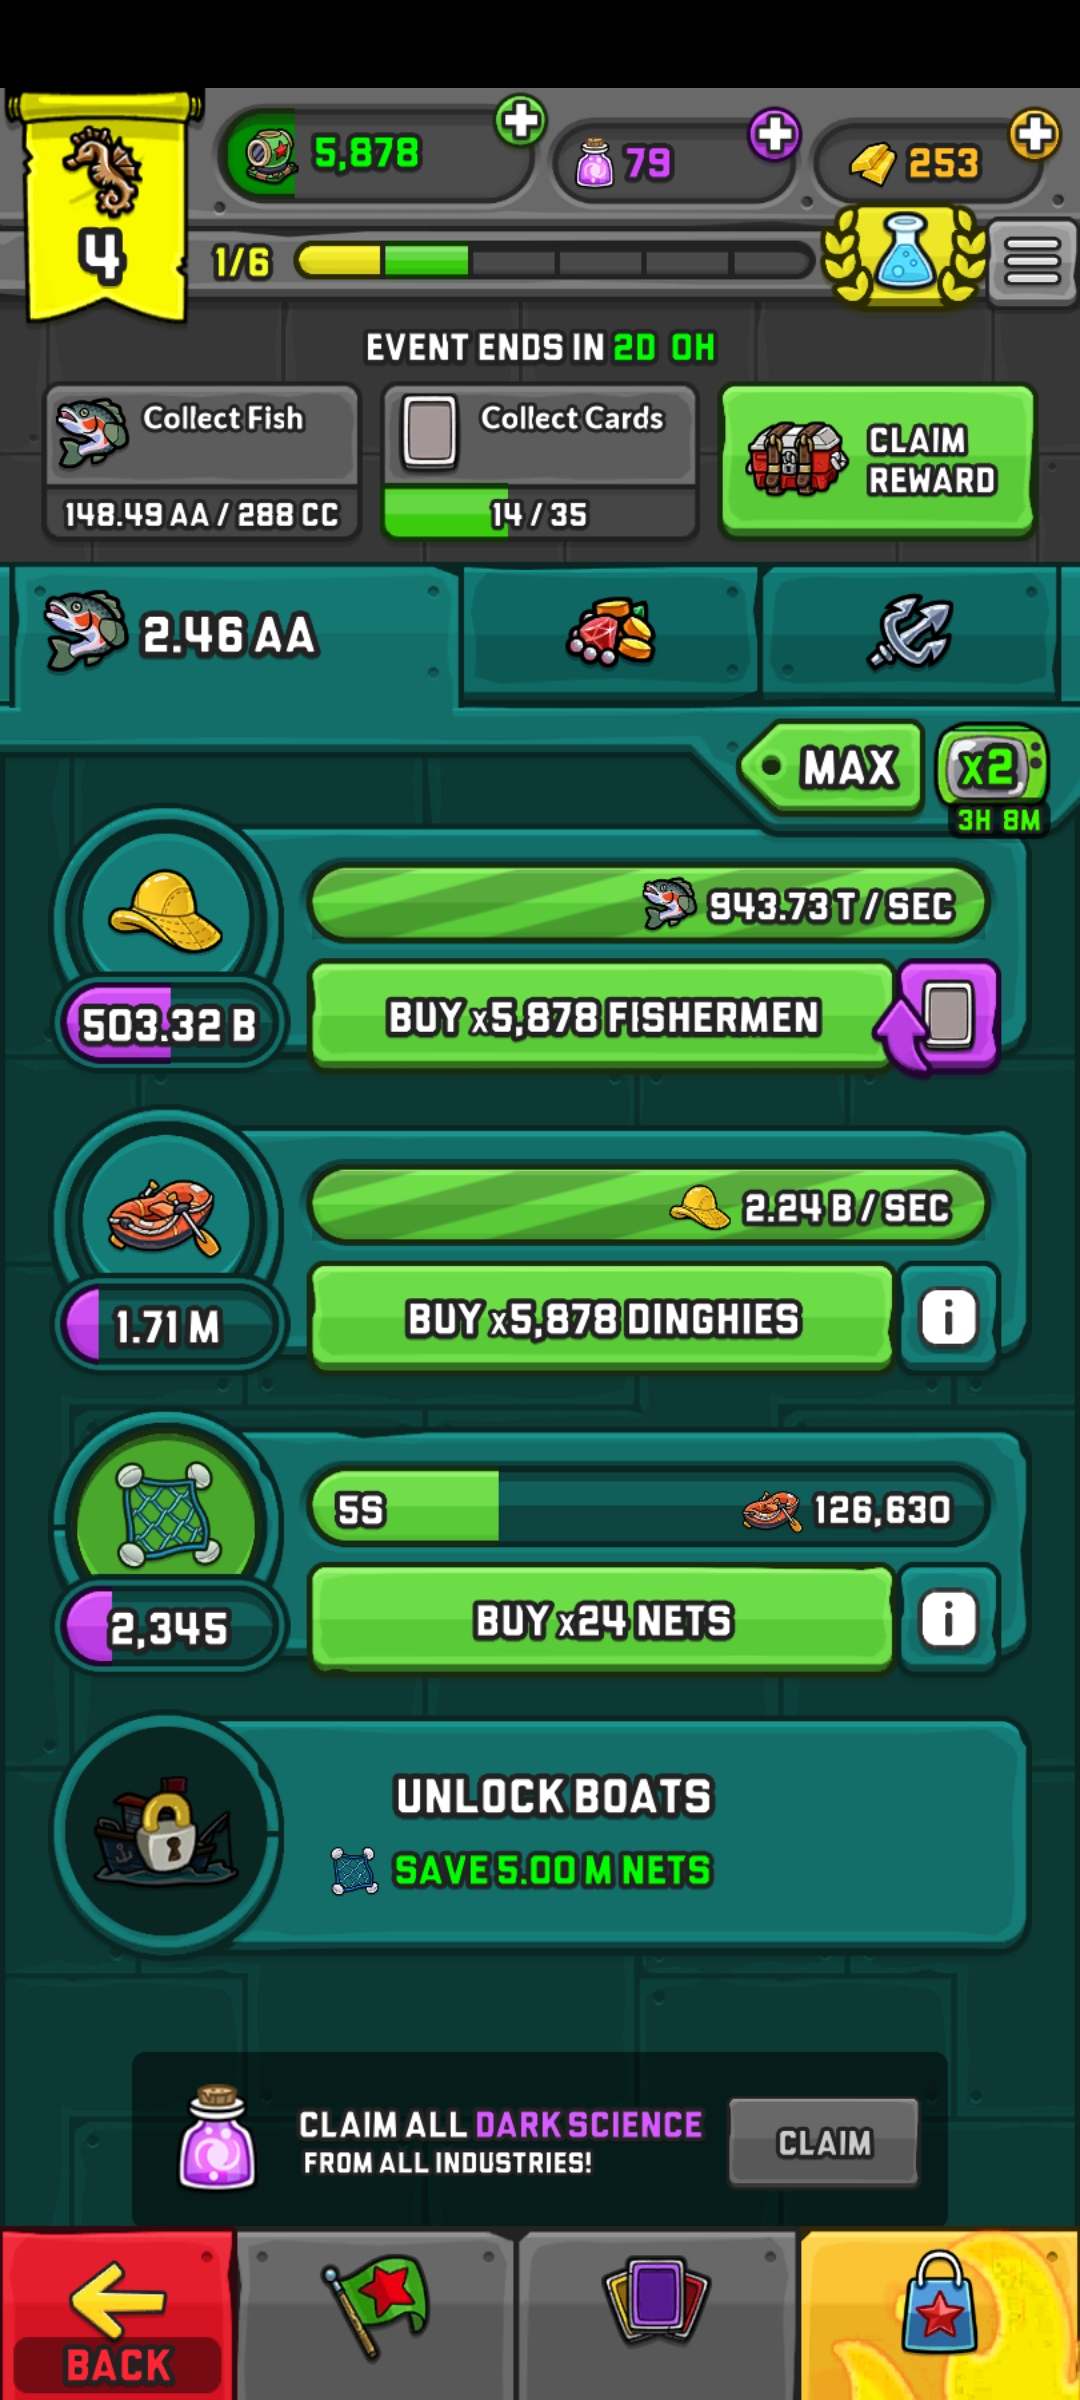 4
5,878
79
253
1/6
EVENT ENDS IN 2D 0H
Collect Fish
148.49 AA / 288 CC
Collect Cards
14 / 35
CLAIM
REWARD
2.46 AA
MAX
x2
3H 8M
943.73 T / SEC
503.32 B
BUY x5,878 FISHERMEN
2.24 B / SEC
1.71 M
BUY x5,878 DINGHIES
i
5S
126,630
2,345
BUY x24 NETS
i
UNLOCK BOATS
SAVE 5.00 M NETS
CLAIM ALL DARK SCIENCE
FROM ALL INDUSTRIES!
CLAIM
BACK